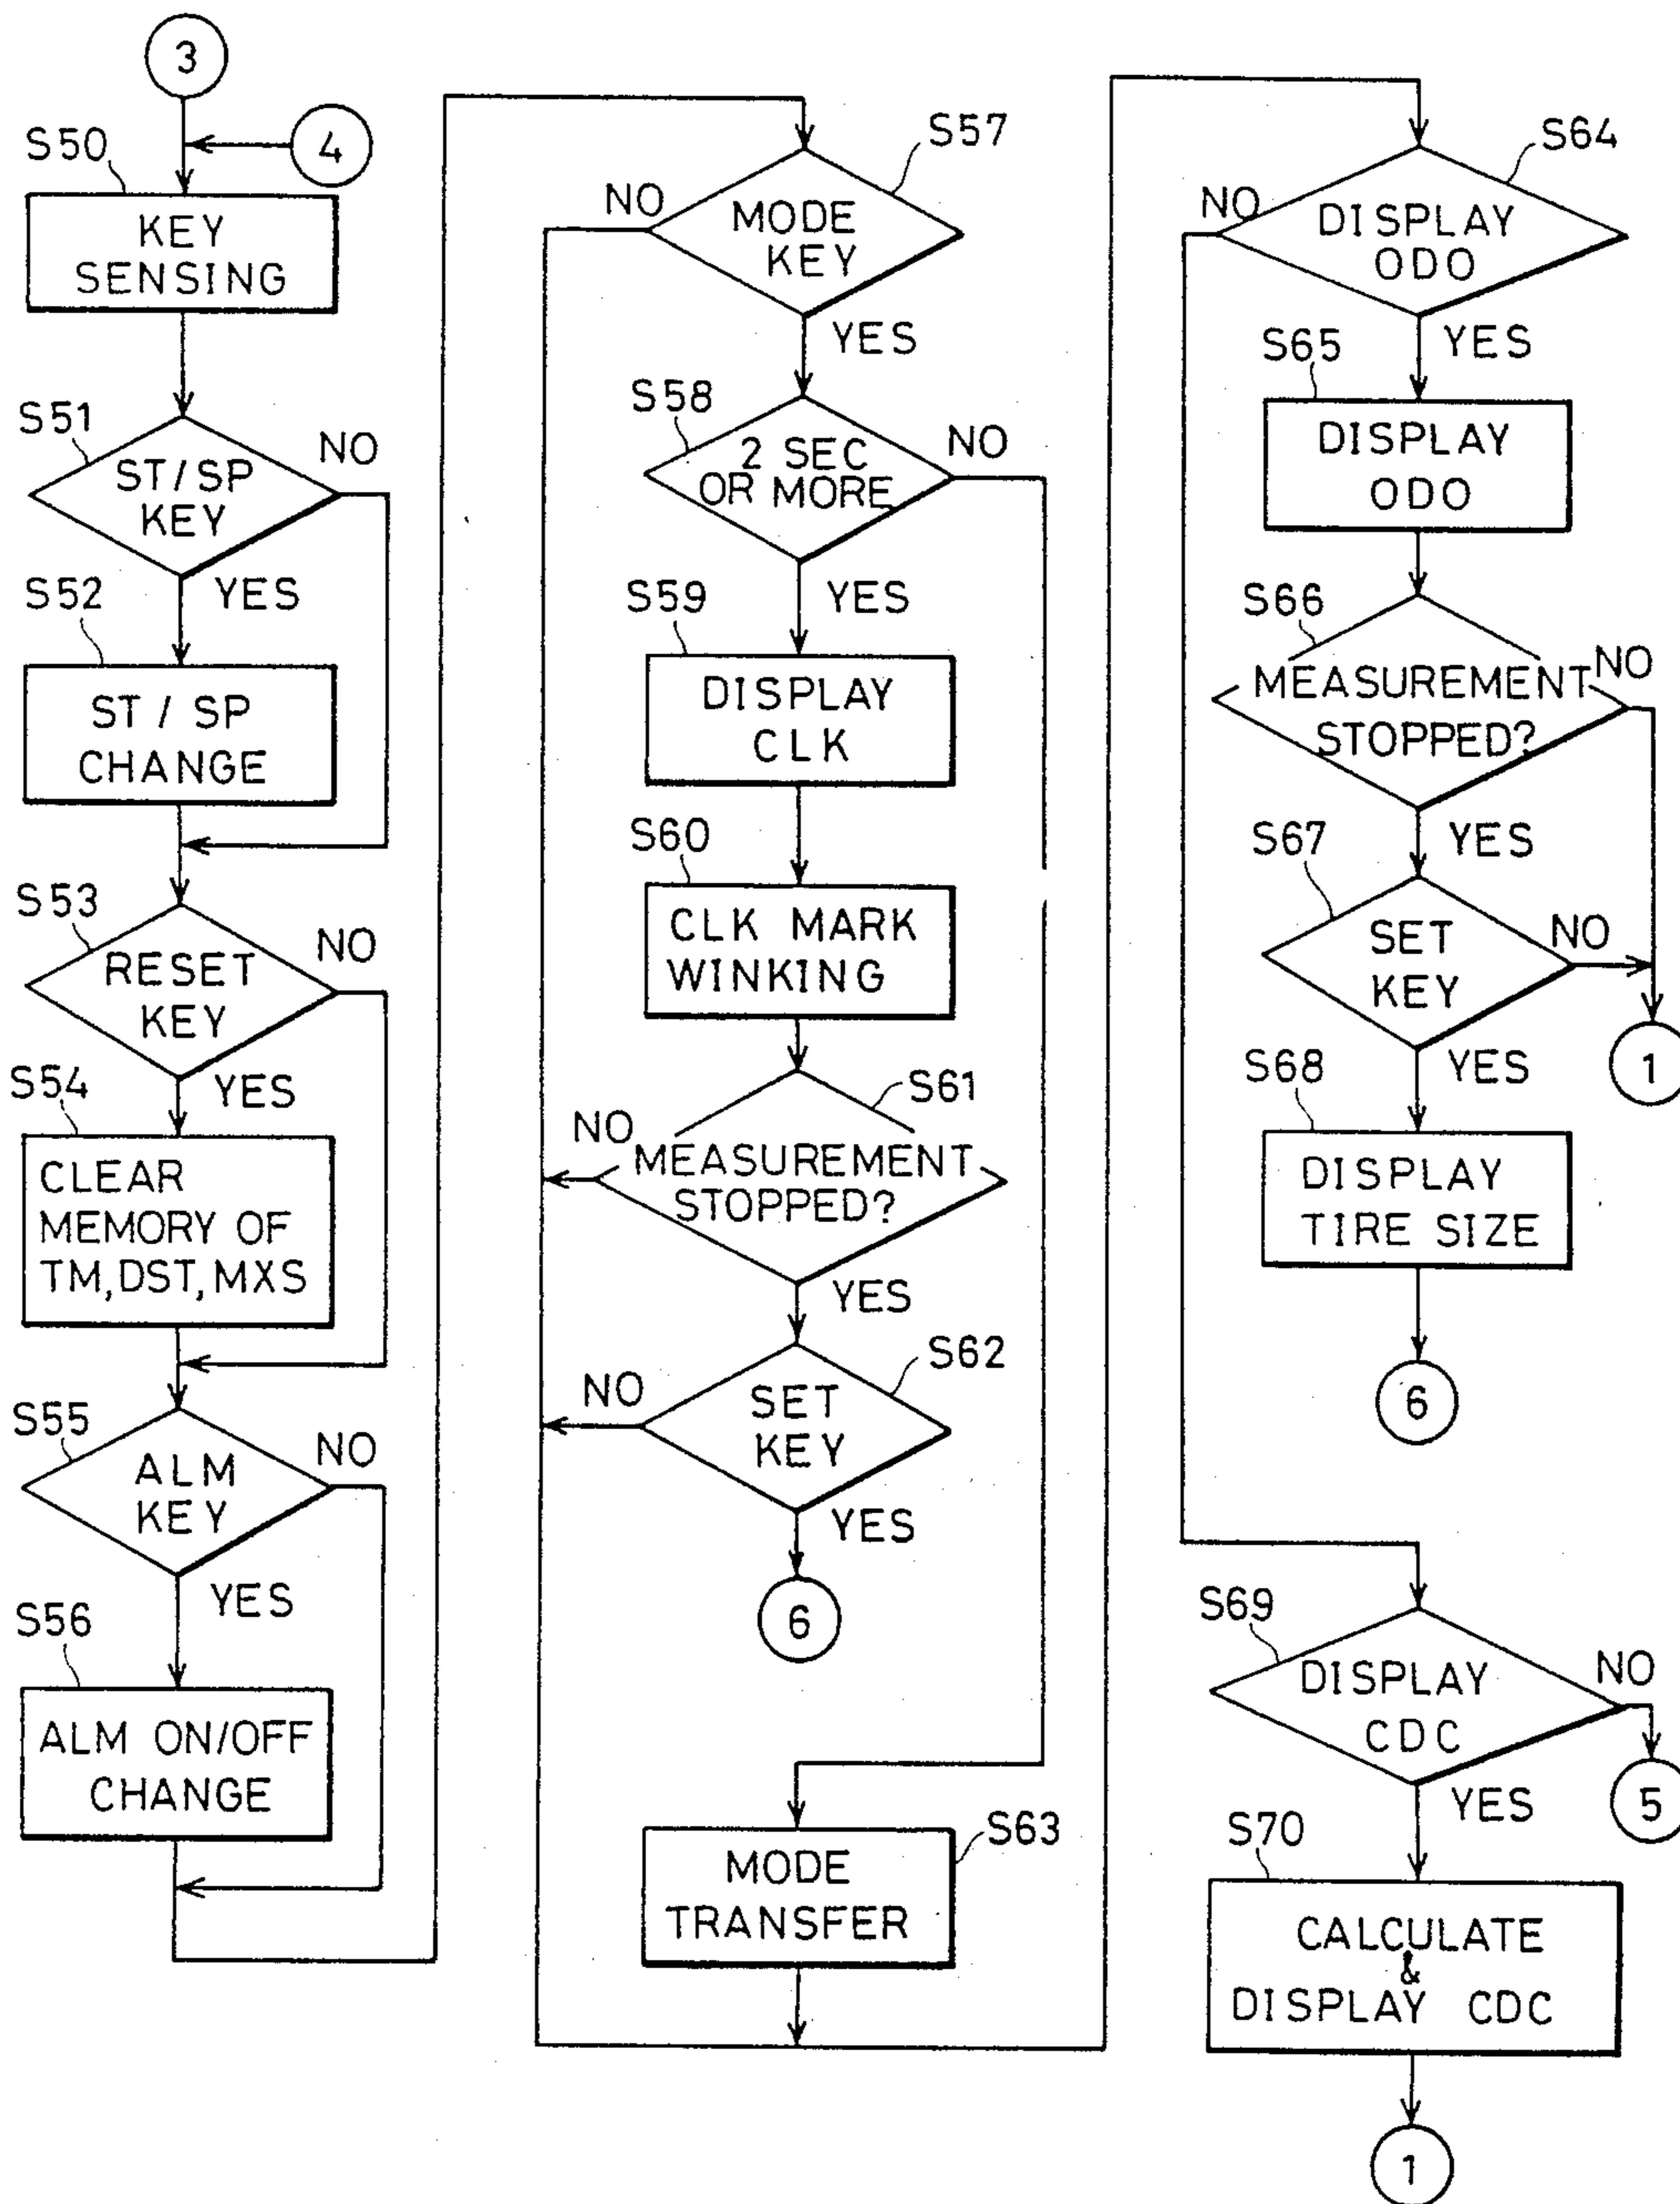 3
4
S50
KEY
SENSING
S51
ST/SP
KEY
NO
YES
S52
ST / SP
CHANGE
S53
RESET
KEY
NO
YES
S54
CLEAR
MEMORY OF
TM,DST,MXS
S55
ALM
KEY
NO
YES
S56
ALM ON/OFF
CHANGE
S57
NO
MODE
KEY
YES
S58
2 SEC
OR MORE
NO
YES
S59
DISPLAY
CLK
S60
CLK MARK
WINKING
S61
NO
MEASUREMENT
STOPPED?
YES
S62
NO
SET
KEY
YES
6
S63
MODE
TRANSFER
S64
NO
DISPLAY
ODO
YES
S65
DISPLAY
ODO
S66
NO
MEASUREMENT
STOPPED?
YES
S67
SET
KEY
NO
1
YES
S68
DISPLAY
TIRE SIZE
6
S69
DISPLAY
CDC
NO
5
YES
S70
CALCULATE
&
DISPLAY CDC
1